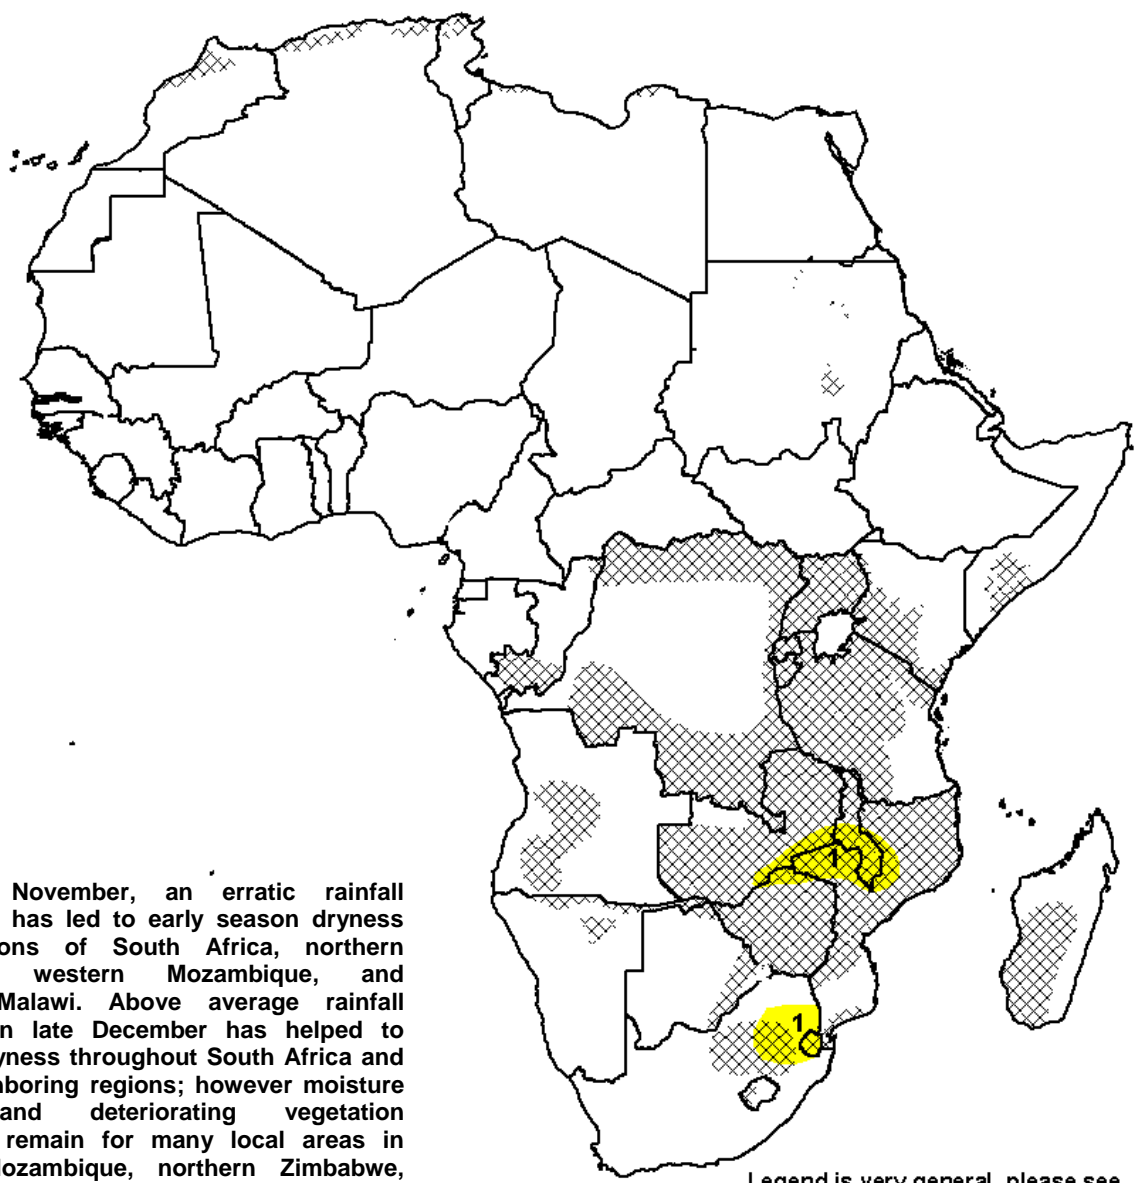 1
1
November, an erratic rainfall
has led to early season dryness
ons of South Africa, northern
western Mozambique, and
Malawi. Above average rainfall
n late December has helped to
yness throughout South Africa and
boring regions; however moisture
and deteriorating vegetation
remain for many local areas in
ozambique, northern Zimbabwe,
Legend is very general, please see